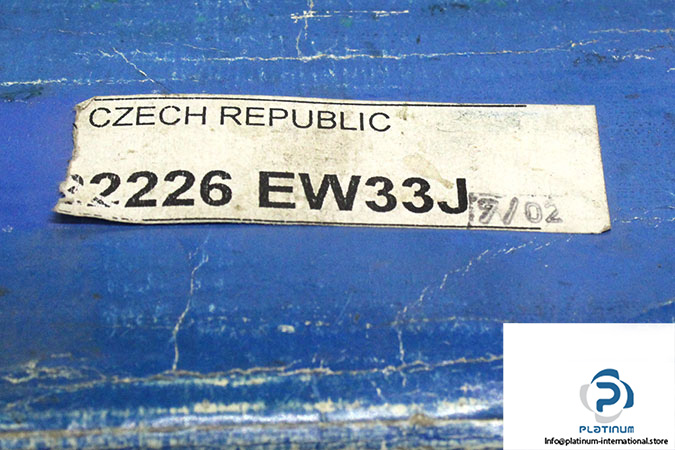 CZECH REPUBLIC
22226 EW33J 9/02
PLATINUM
Info@platinum-international.store